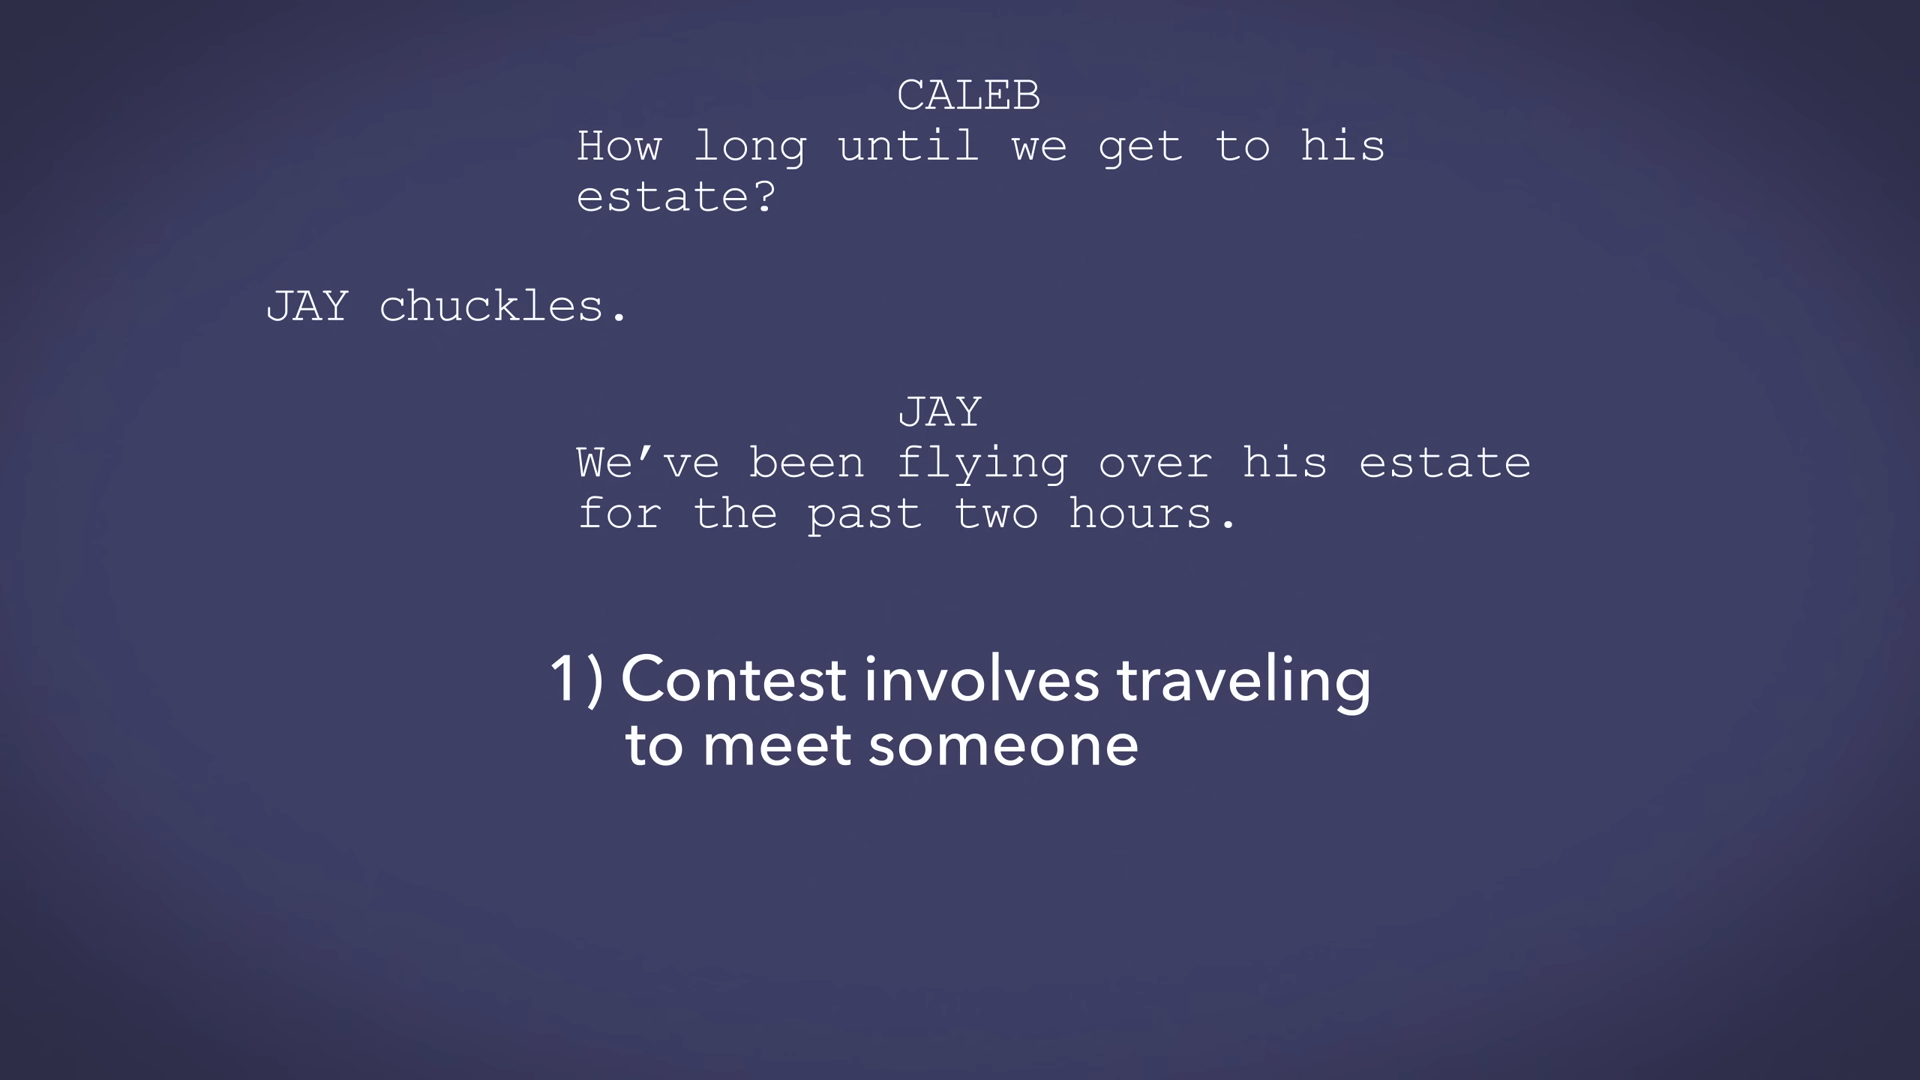 CALEB
How long until we get to his
estate?
JAY chuckles.
JAY
We’ve been flying over his estate
for the past two hours.
1) Contest involves traveling
to meet someone